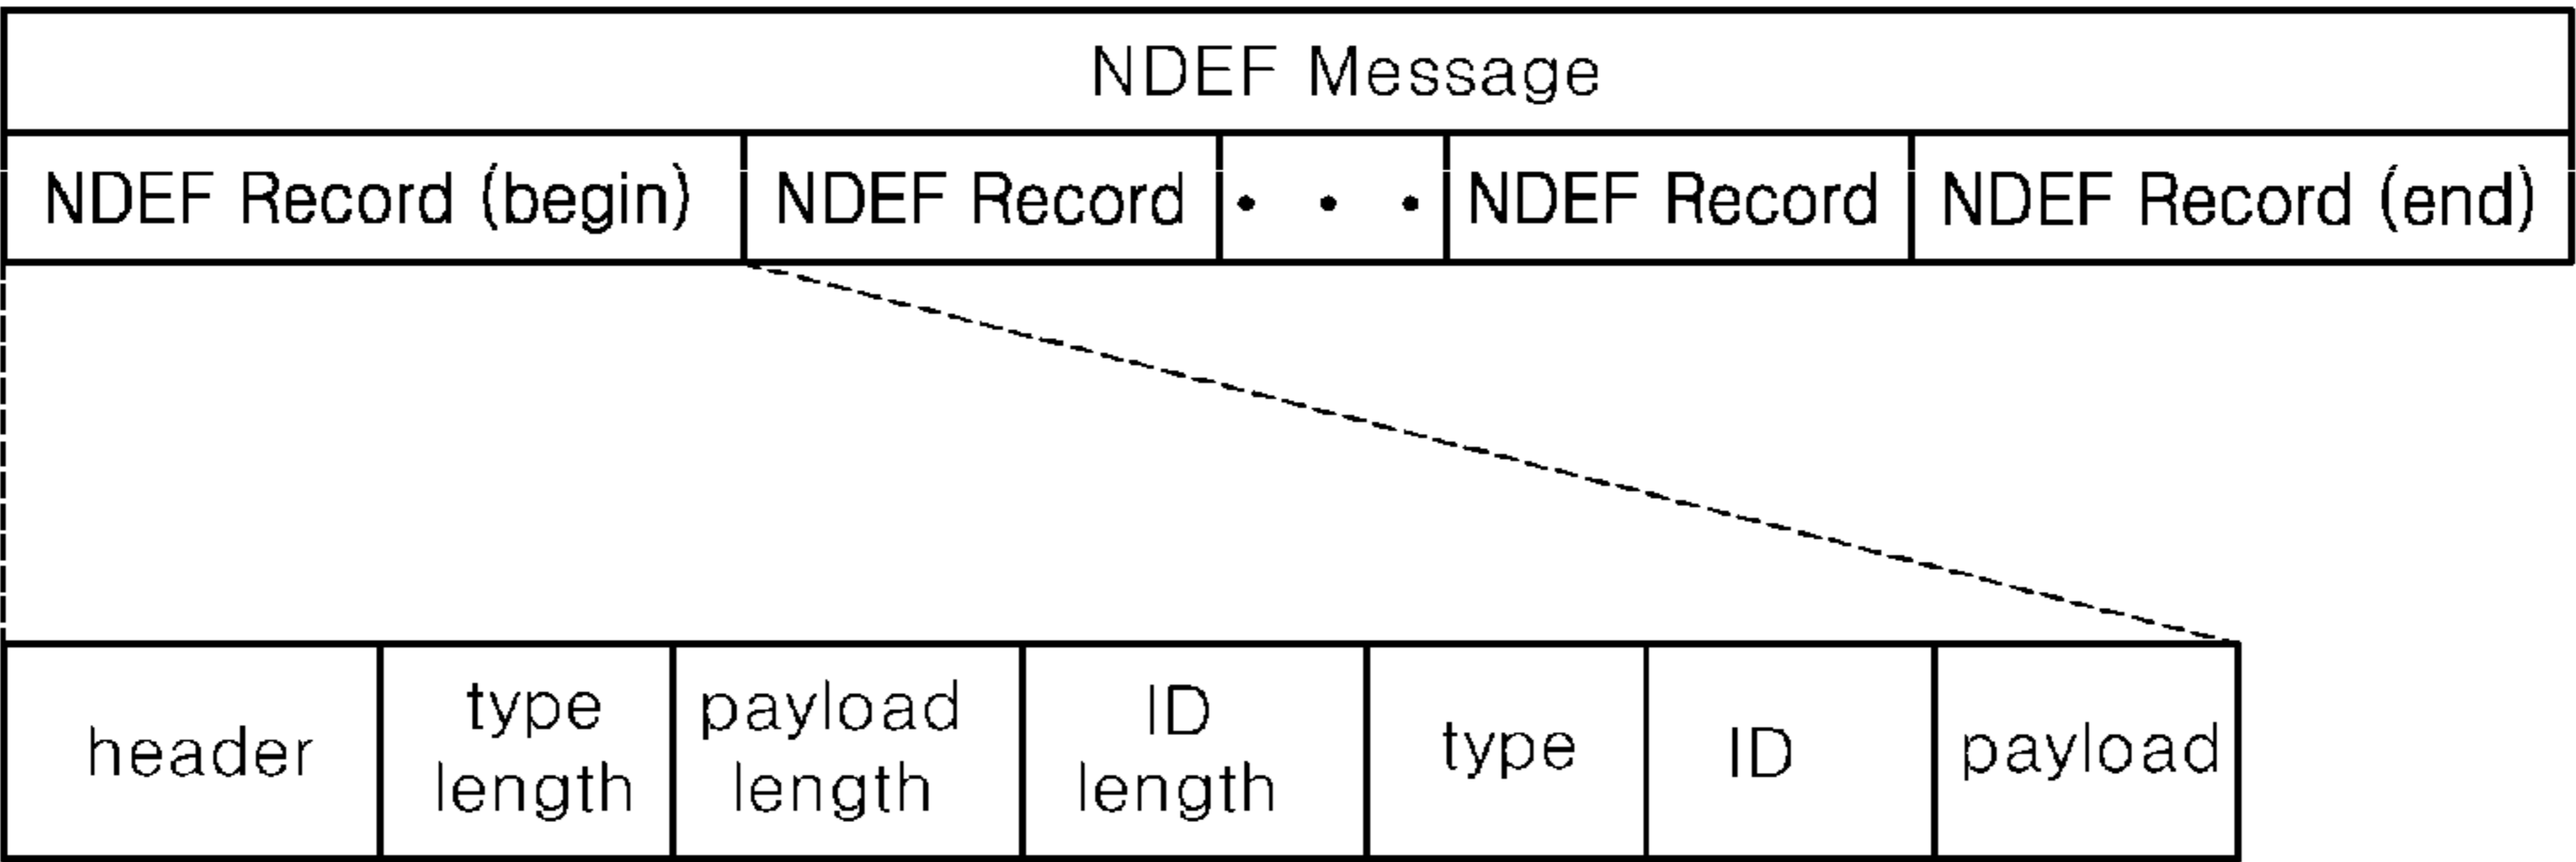 NDEF Message
NDEF Record (begin) NDEF Record • • • NDEF Record NDEF Record (end)
header
type
length
payload
length
ID
length
type
ID
payload